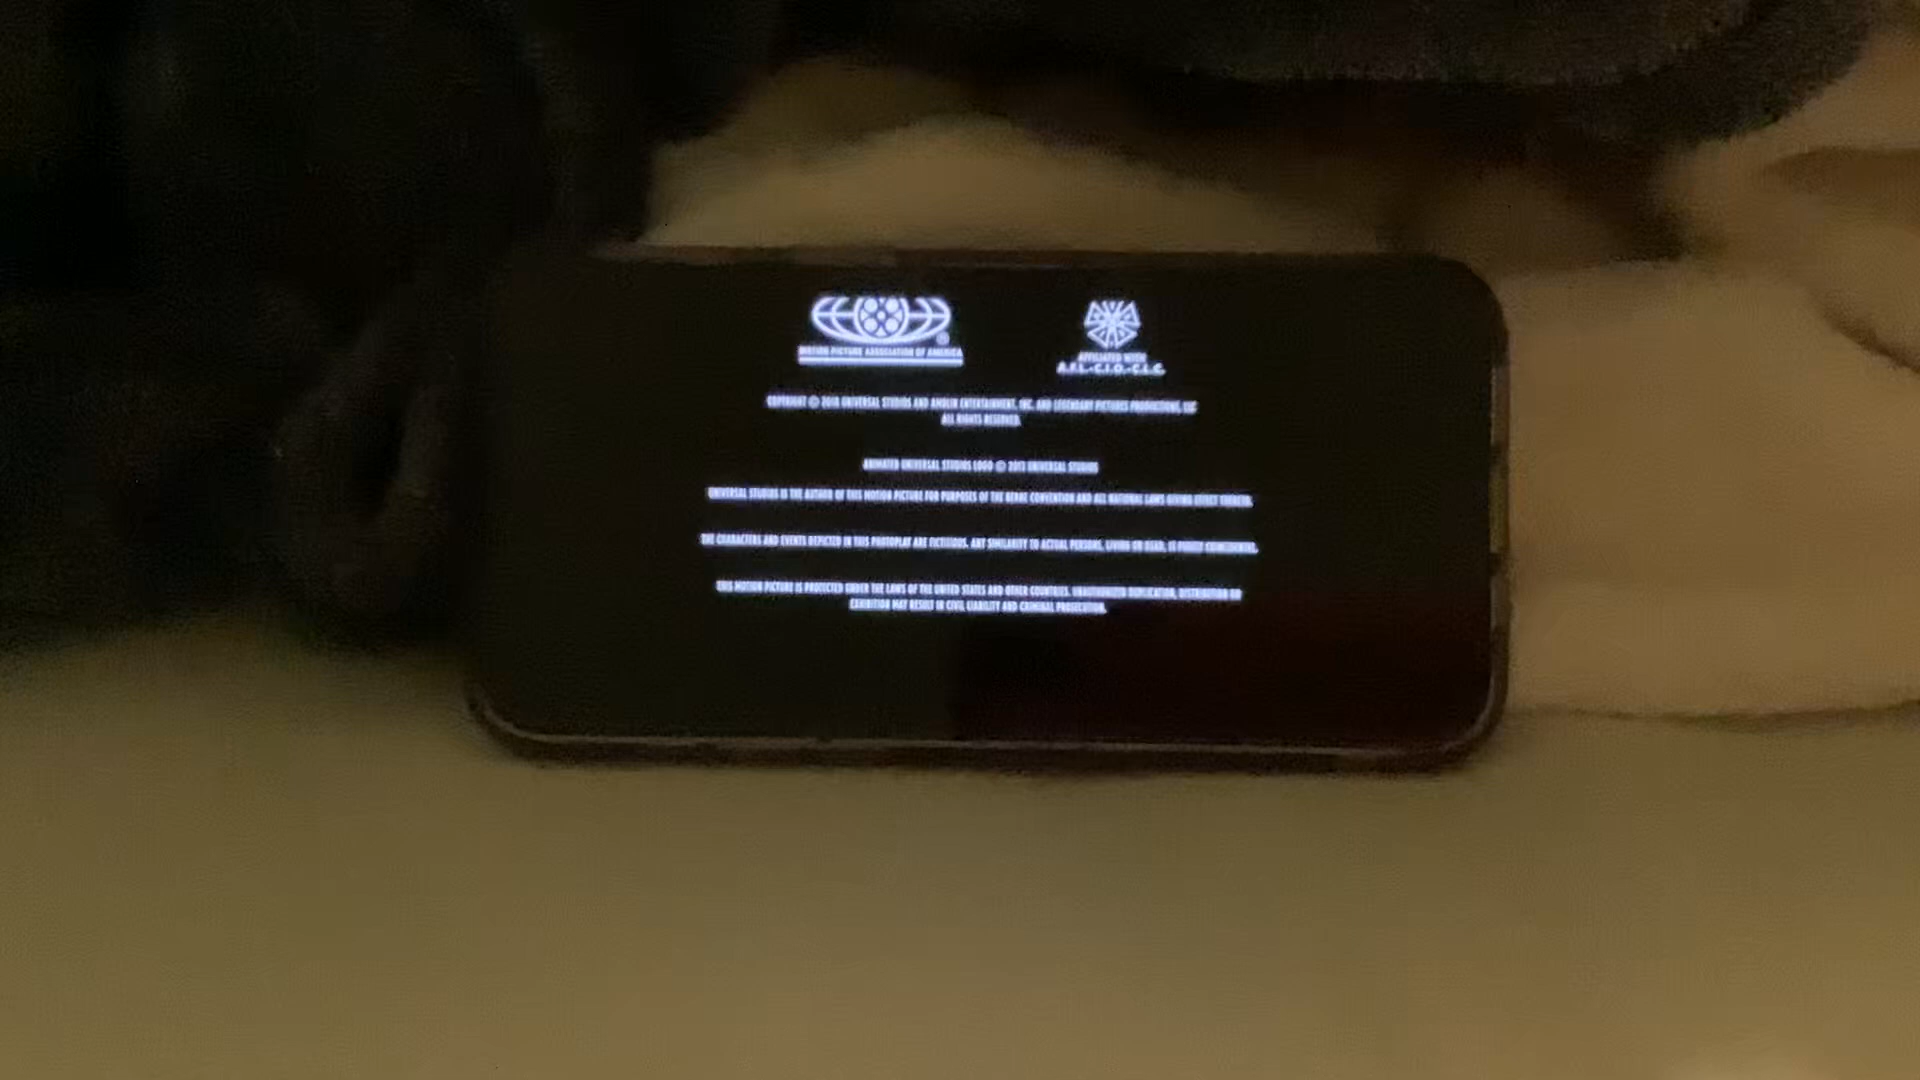 MOTION PICTURE ASSOCIATION OF AMERICA
AFFILIATED WITH
A.F.L.-C.I.O.-C.L.C.
COPYRIGHT © 2018 UNIVERSAL STUDIOS AND AMBLIN ENTERTAINMENT, INC. AND LEGENDARY PICTURES PRODUCTIONS, LLC
ALL RIGHTS RESERVED.
ANIMATED UNIVERSAL STUDIOS LOGO © 2012 UNIVERSAL STUDIOS
UNIVERSAL STUDIOS IS THE AUTHOR OF THIS MOTION PICTURE FOR PURPOSES OF THE BERNE CONVENTION AND ALL NATIONAL LAWS GIVING EFFECT THERETO.
THE CHARACTERS AND EVENTS DEPICTED IN THIS PHOTOPLAY ARE FICTITIOUS. ANY SIMILARITY TO ACTUAL PERSONS, LIVING OR DEAD, IS PURELY COINCIDENTAL.
THIS MOTION PICTURE IS PROTECTED UNDER THE LAWS OF THE UNITED STATES AND OTHER COUNTRIES. UNAUTHORIZED DUPLICATION, DISTRIBUTION OR
EXHIBITION MAY RESULT IN CIVIL LIABILITY AND CRIMINAL PROSECUTION.